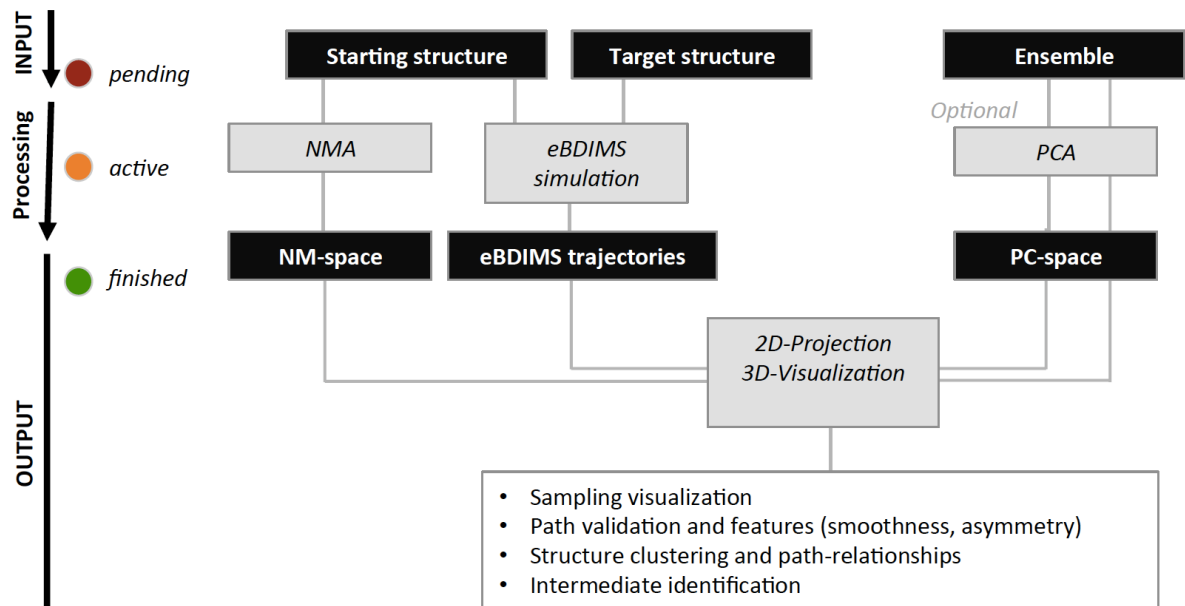 INPUT
pending
Starting structure
Target structure
Ensemble
Optional
Processing
active
NMA
eBDIMS
simulation
PCA
NM-space
eBDIMS trajectories
PC-space
finished
2D-Projection
3D-Visualization
OUTPUT
• Sampling visualization
• Path validation and features (smoothness, asymmetry)
• Structure clustering and path-relationships
• Intermediate identification